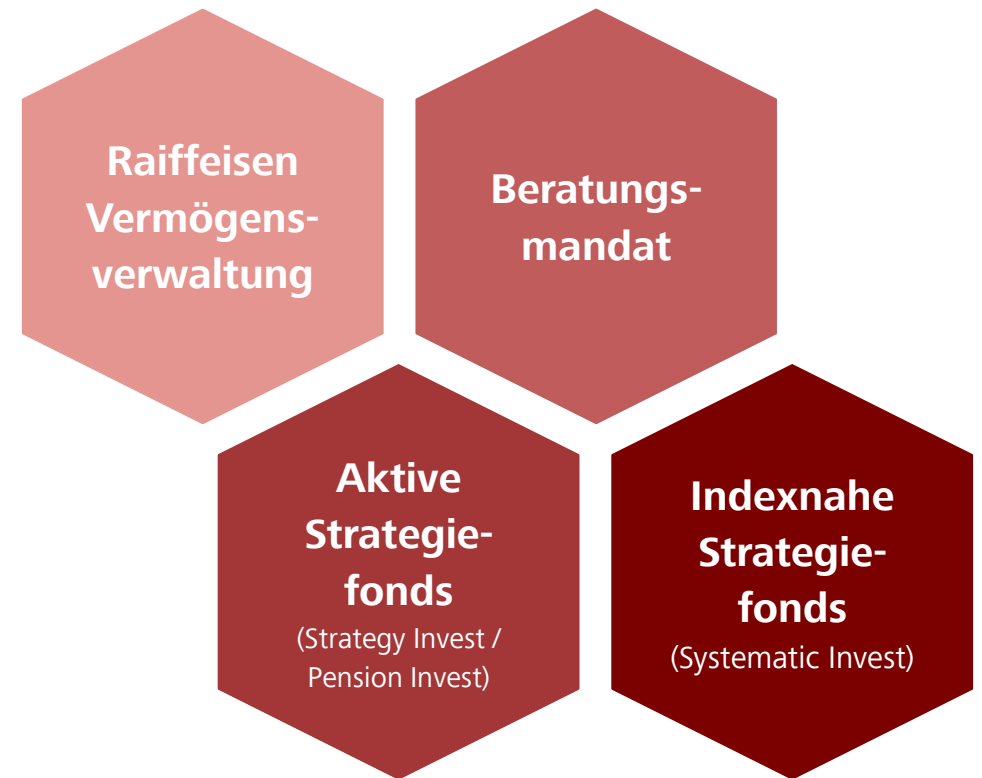 Raiffeisen
Vermögens-
verwaltung
Beratungs-
mandat
Aktive
Strategie-
fonds
(Strategy Invest /
Pension Invest)
Indexnahe
Strategie-
fonds
(Systematic Invest)